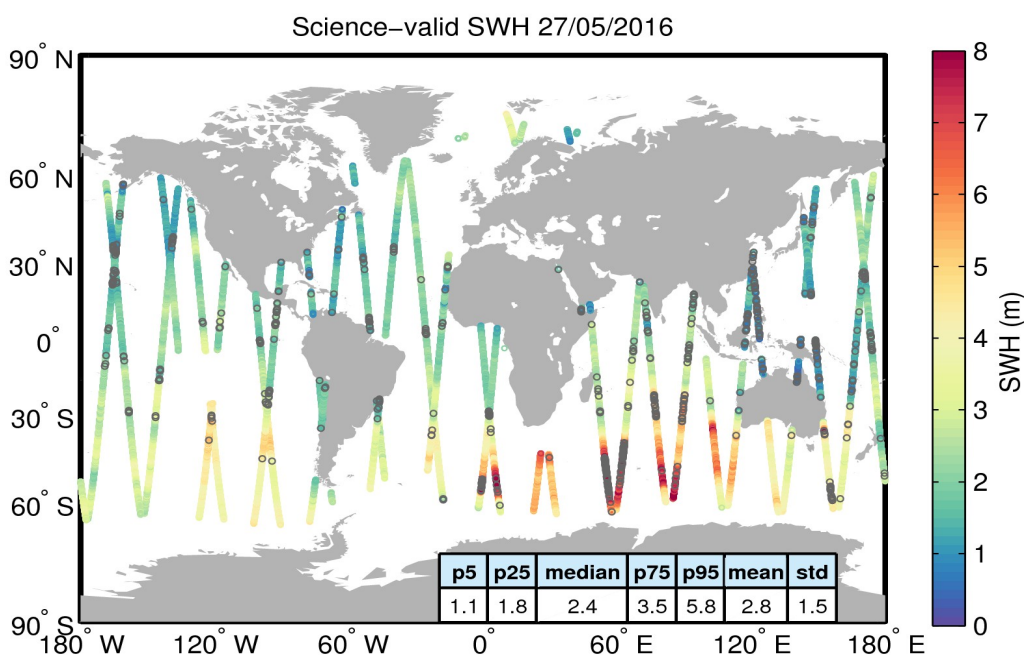 Science−valid SWH 27/05/2016
90° N
60° N
30° N
0°
30° S
60° S
90° S
180° W
120° W
60° W
0°
60° E
120° E
180° E
p5 p25 median p75 p95 mean std
1.1 1.8 2.4 3.5 5.8 2.8 1.5
8
7
6
5
4
3
2
1
0
SWH (m)